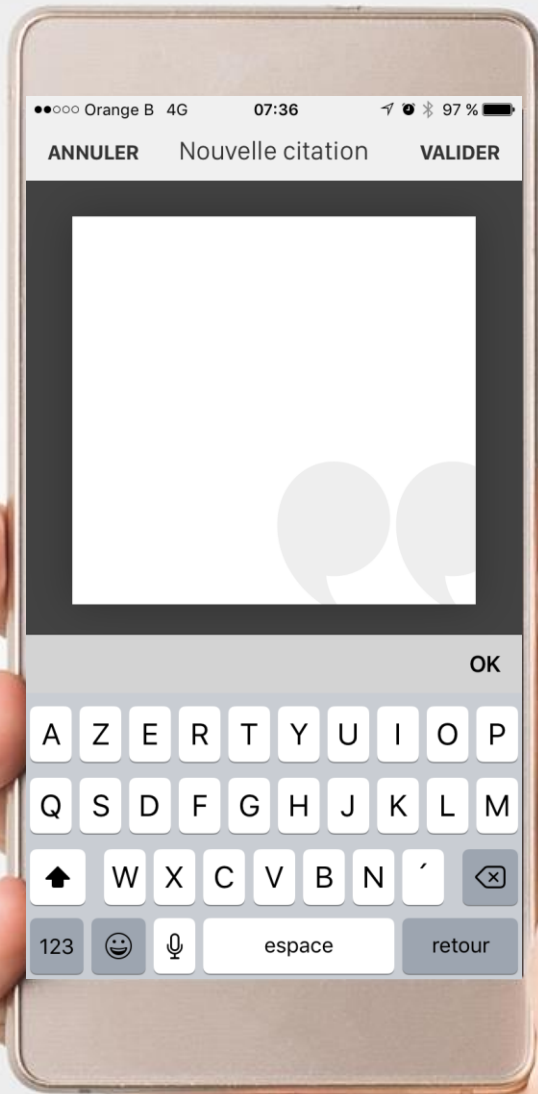 Orange B 4G 07:36 97 %
ANNULER Nouvelle citation VALIDER
OK
A Z E R T Y U I O P
Q S D F G H J K L M
W X C V B N ´
123 espace retour